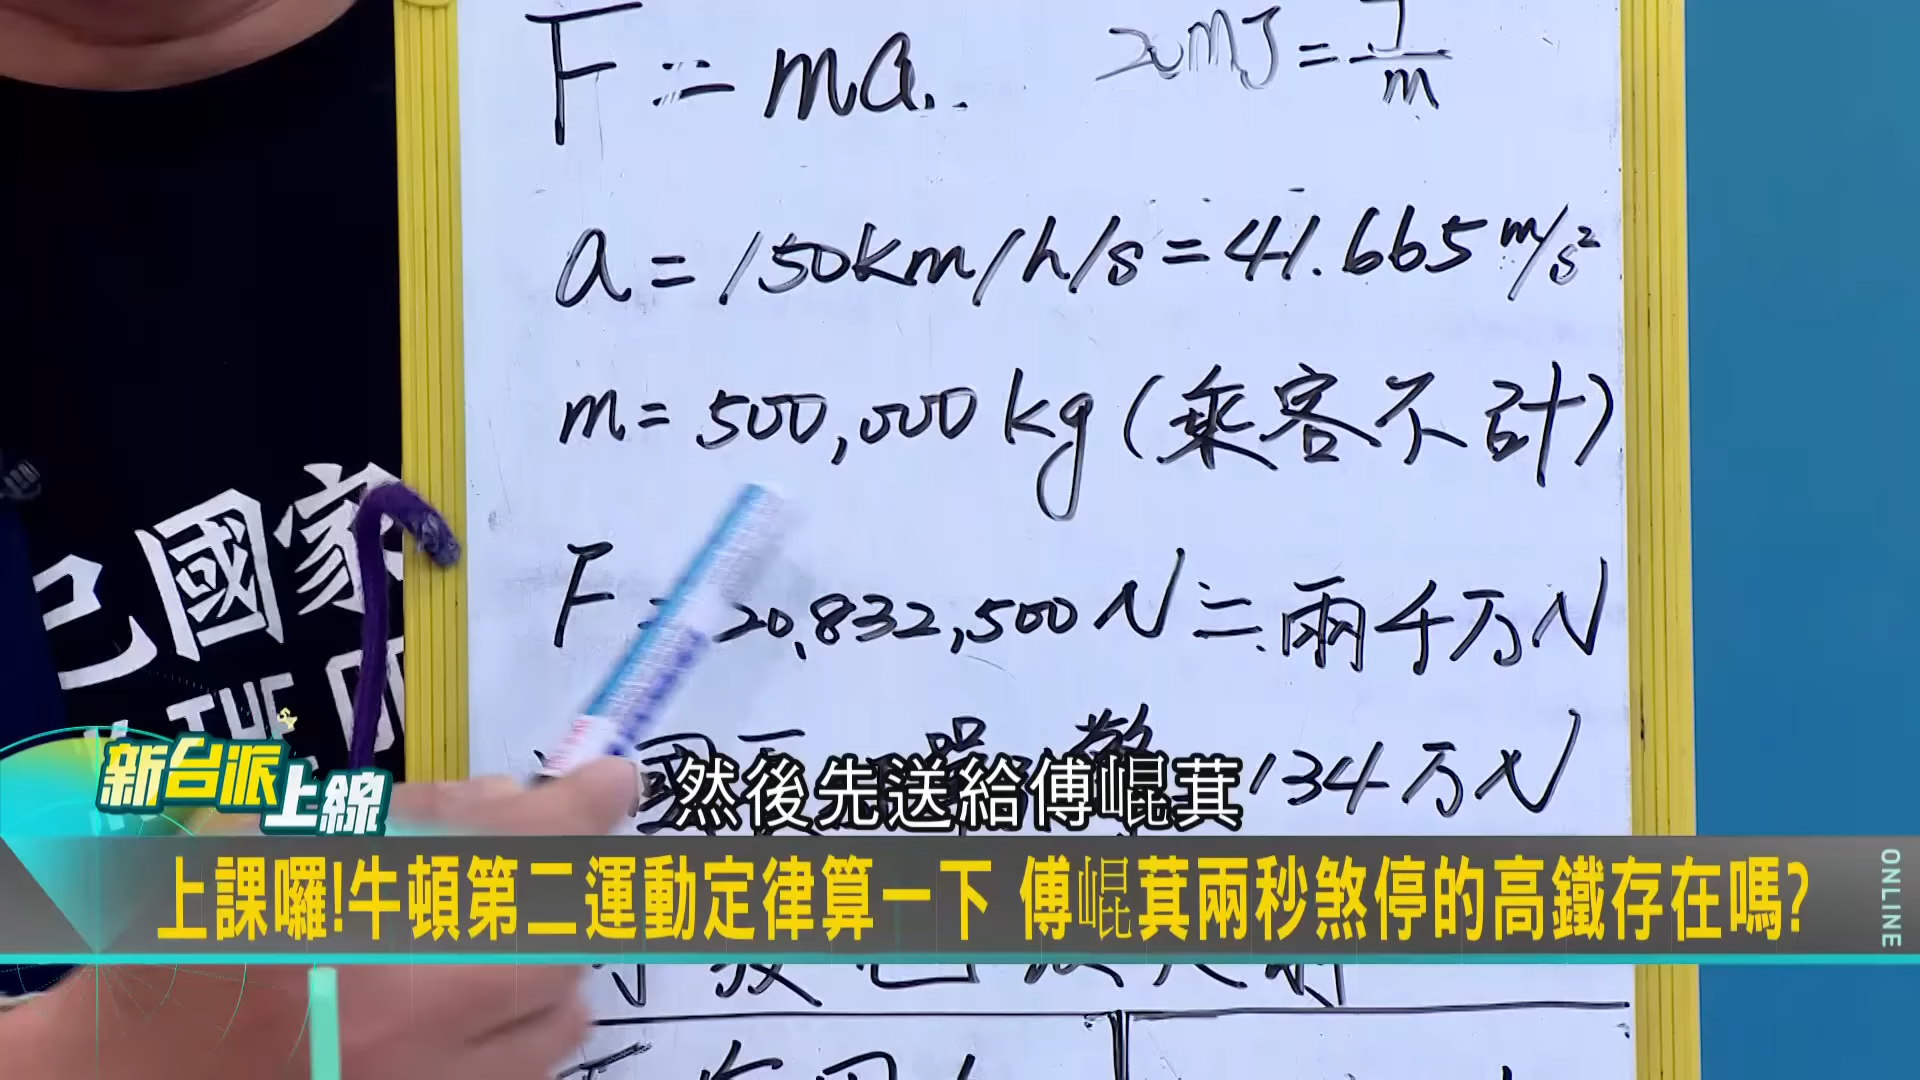 F = ma.
20MJ = J/m
a = 150km/h/s = 41.665 m/s²
m = 500,000 kg (乘客不計)
己國家
THE
F = 20,832,500 N ≒ 兩千万N
134万N
新台派上線
然後先送給傅崐萁
上課囉!牛頓第二運動定律算一下 傅崐萁兩秒煞停的高鐵存在嗎?
ONLINE